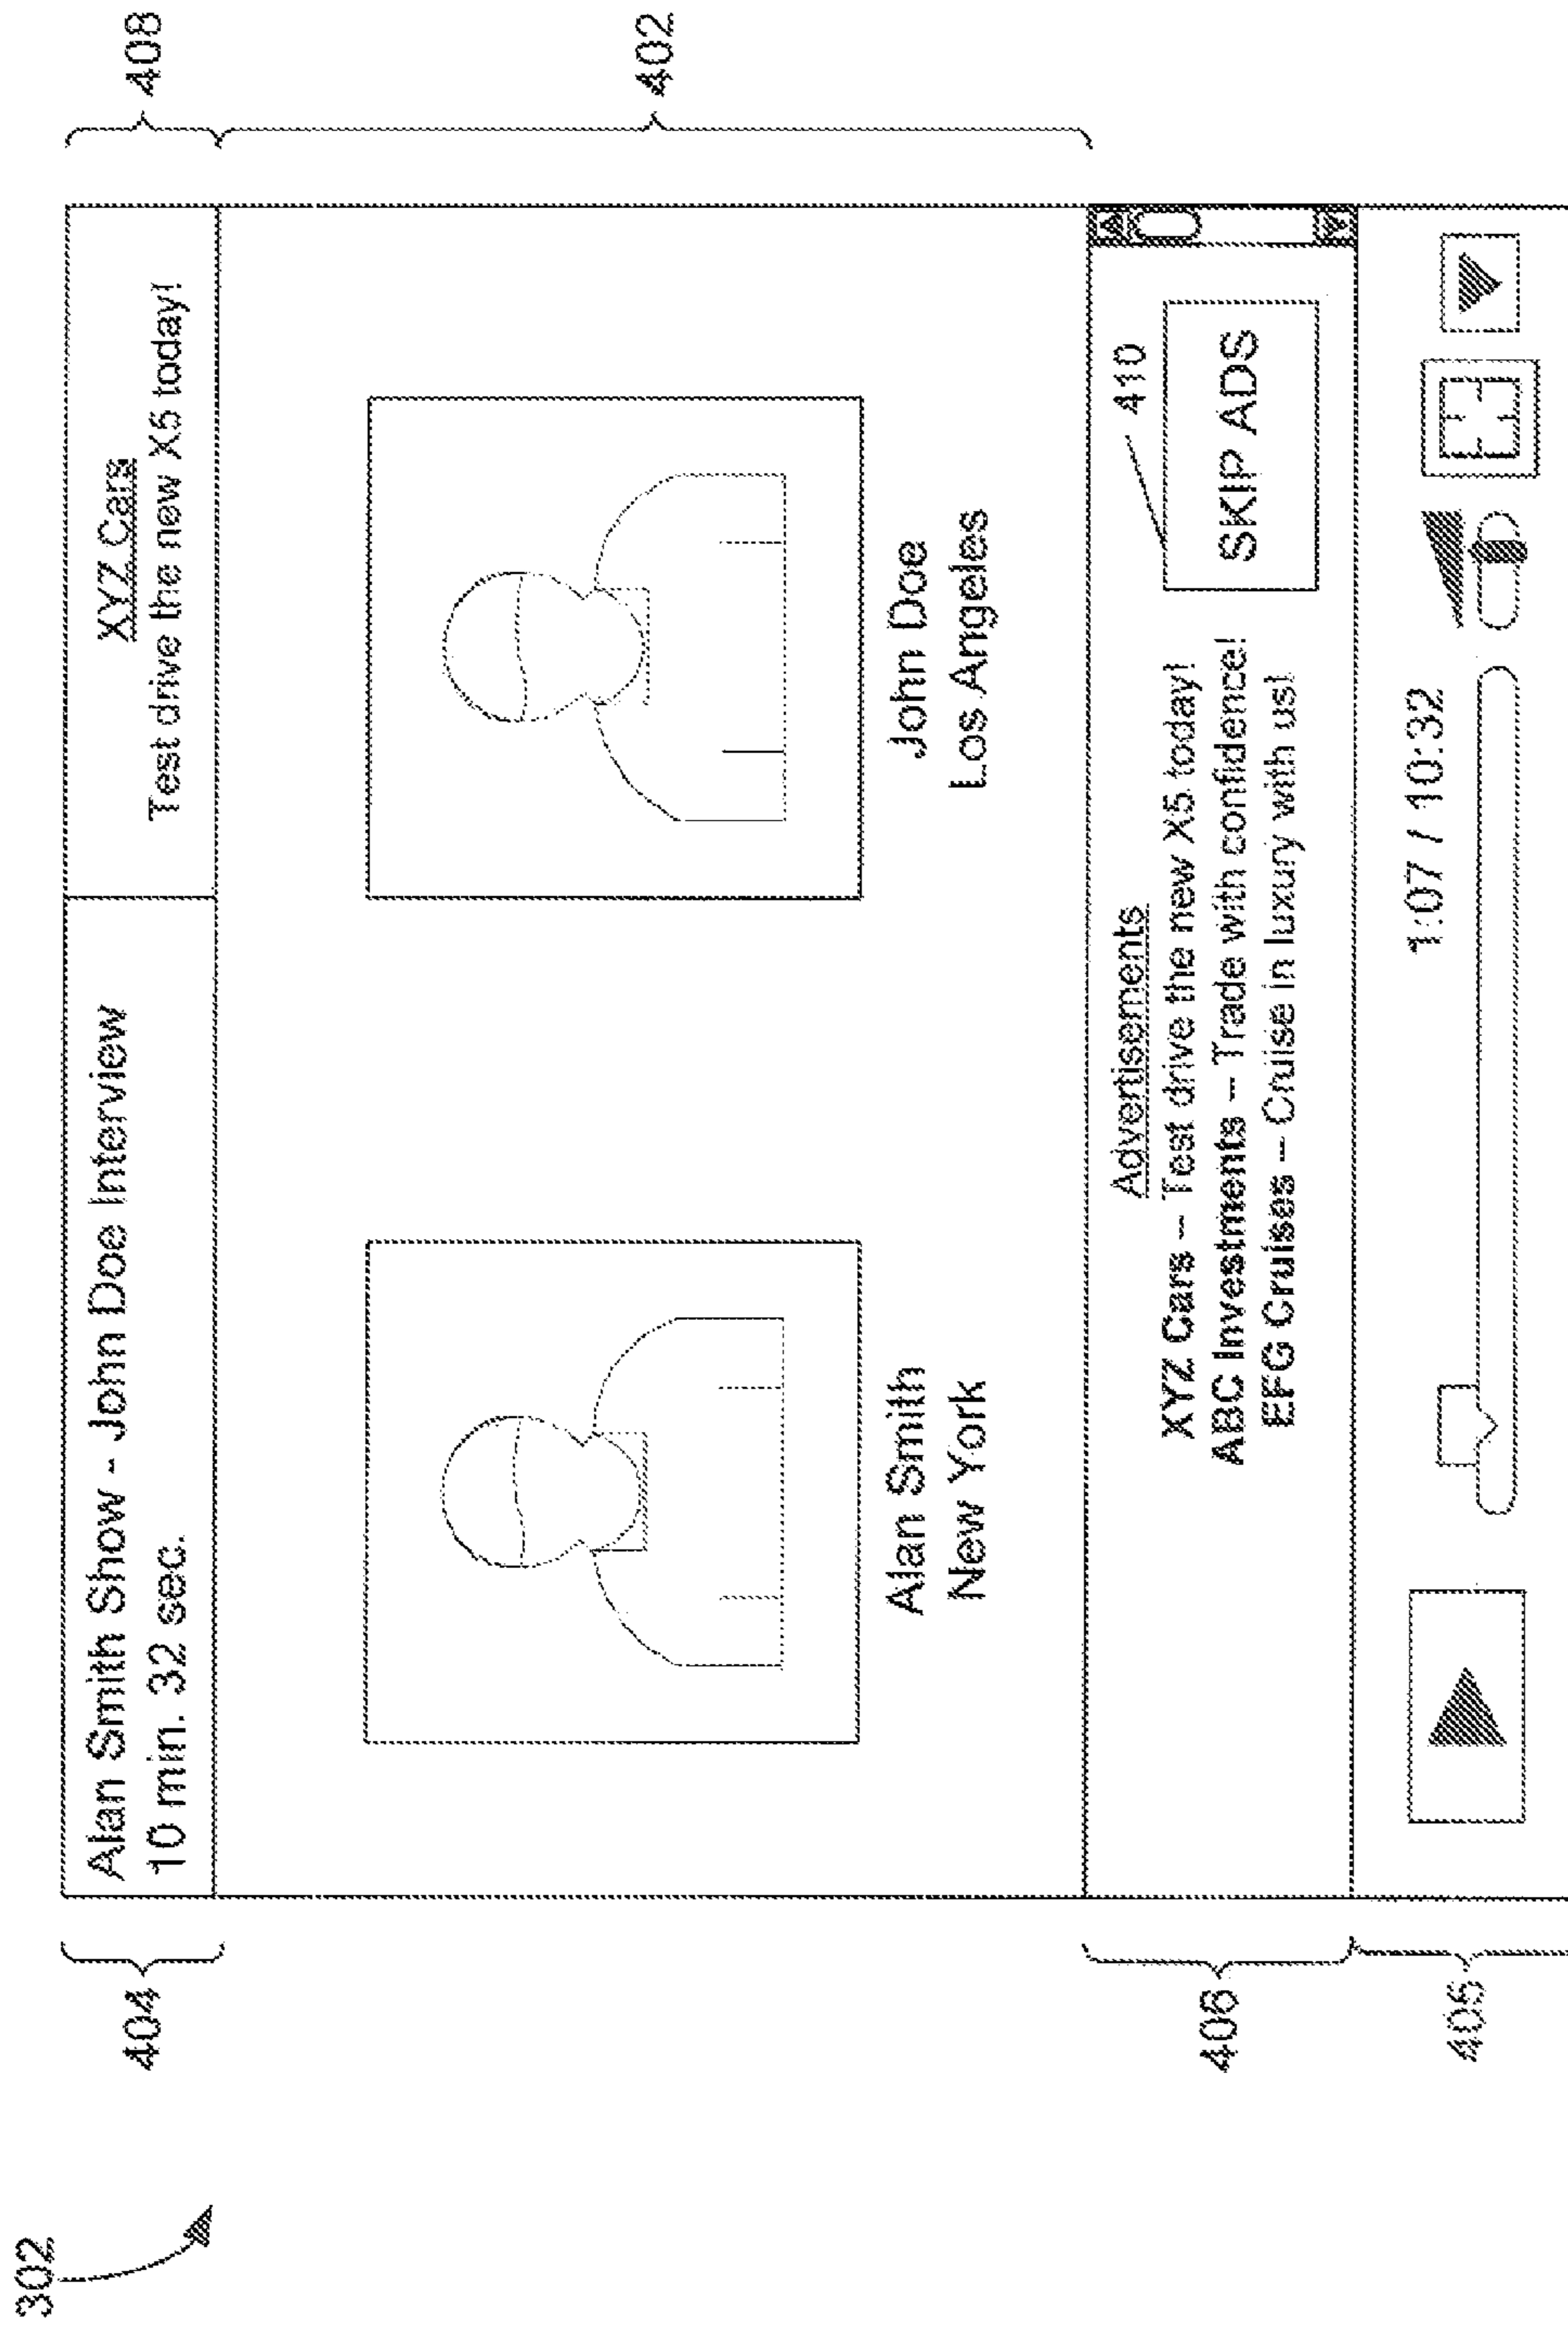 302
404
408
Alan Smith Show - John Doe Interview
10 min. 32 sec.
XYZ Cars
Test drive the new X5 today!
402
Alan Smith
New York
John Doe
Los Angeles
406
Advertisements
XYZ Cars – Test drive the new X5 today!
ABC Investments – Trade with confidence!
EFG Cruises – Cruise in luxury with us!
410
SKIP ADS
405
1:07 / 10:32